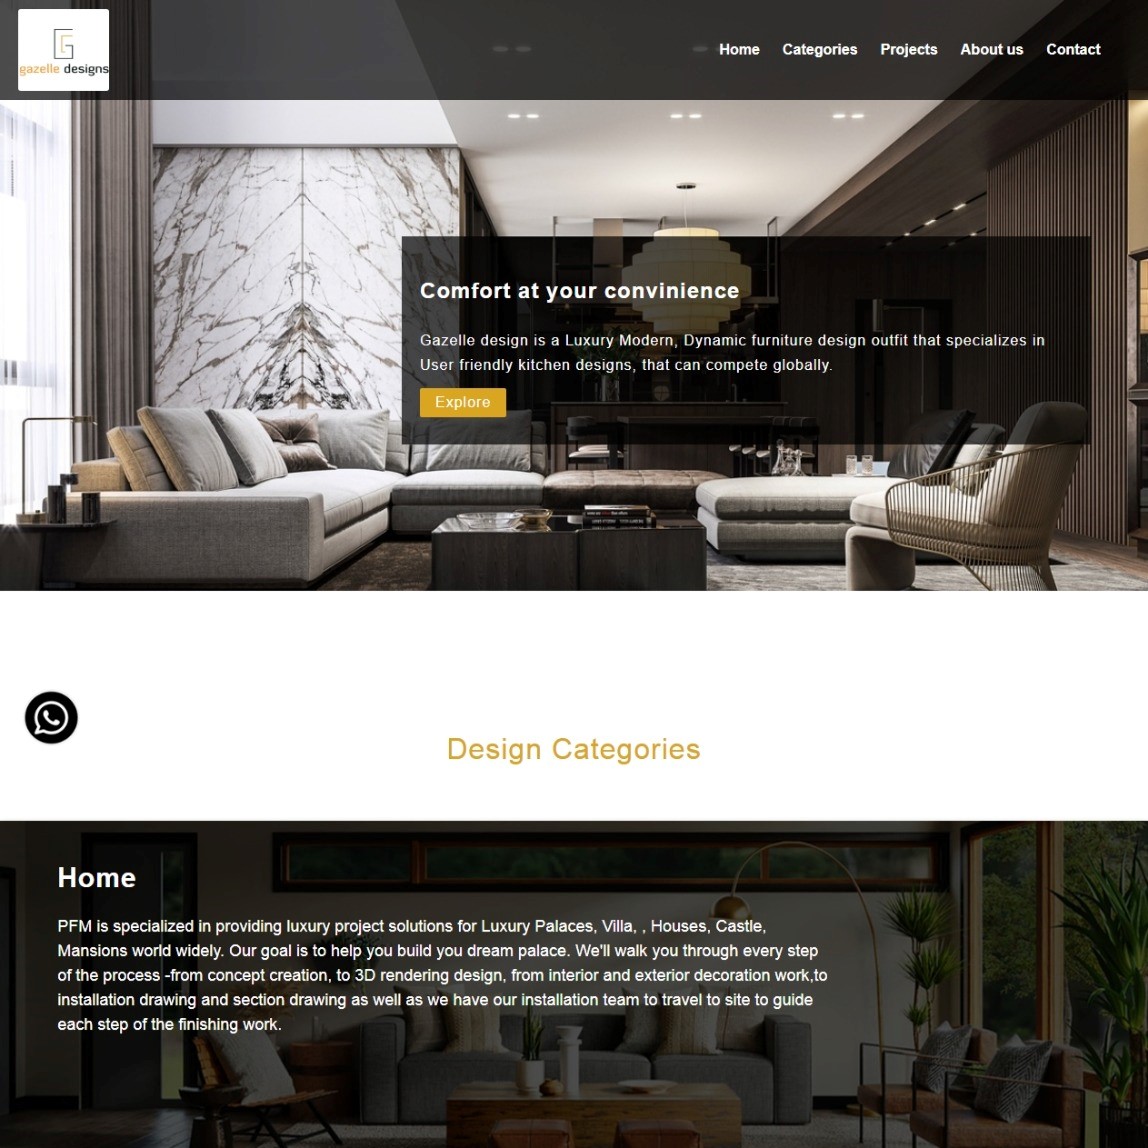 gazelle designs
Home Categories Projects About us Contact
Comfort at your convinience
Gazelle design is a Luxury Modern, Dynamic furniture design outfit that specializes in
User friendly kitchen designs, that can compete globally.
Explore
Design Categories
Home
PFM is specialized in providing luxury project solutions for Luxury Palaces, Villa, , Houses, Castle,
Mansions world widely. Our goal is to help you build you dream palace. We'll walk you through every step
of the process -from concept creation, to 3D rendering design, from interior and exterior decoration work,to
installation drawing and section drawing as well as we have our installation team to travel to site to guide
each step of the finishing work.